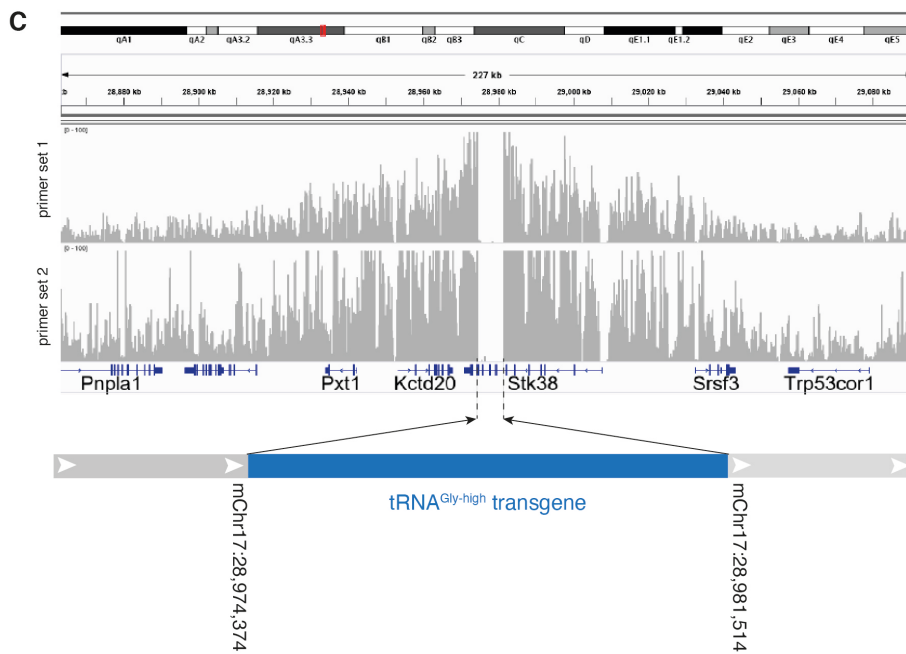 C
qA1 qA2 qA3.2 qA3.3 qB1 qB2 qB3 qC qD qE1.1 qE1.2 qE2 qE3 qE4 qE5
227 kb
b 28,880 kb 28,900 kb 28,920 kb 28,940 kb 28,960 kb 28,980 kb 29,000 kb 29,020 kb 29,040 kb 29,060 kb 29,080 kb
primer set 1
[0 - 100]
primer set 2
[0 - 100]
Pnpla1 Pxt1 Kctd20 Stk38 Srsf3 Trp53cor1
tRNAGly-high transgene
mChr17:28,974,374
mChr17:28,981,514